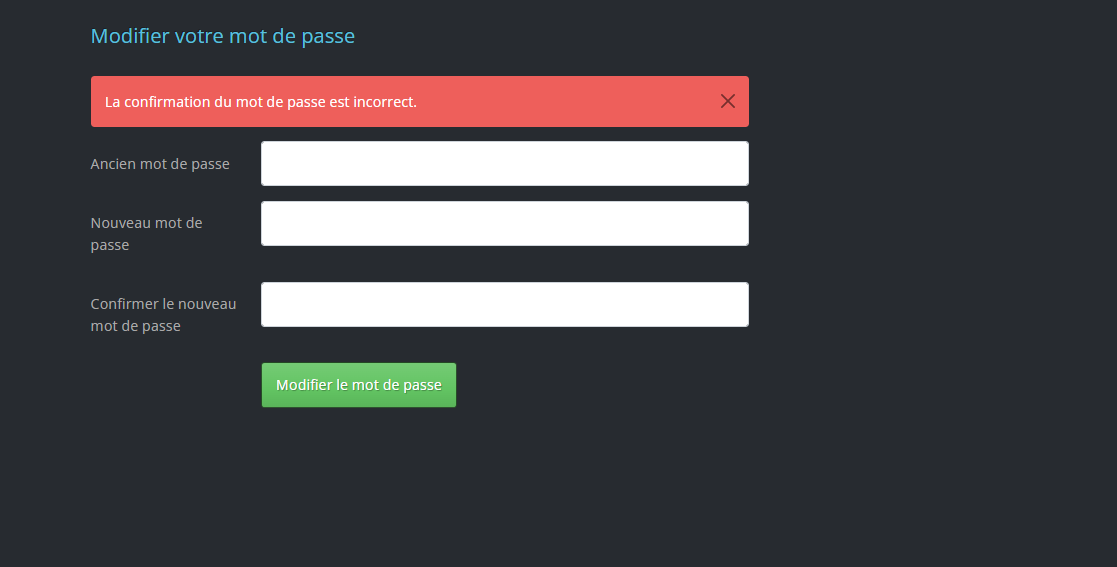 Modifier votre mot de passe
La confirmation du mot de passe est incorrect.
Ancien mot de passe
Nouveau mot de
passe
Confirmer le nouveau
mot de passe
Modifier le mot de passe